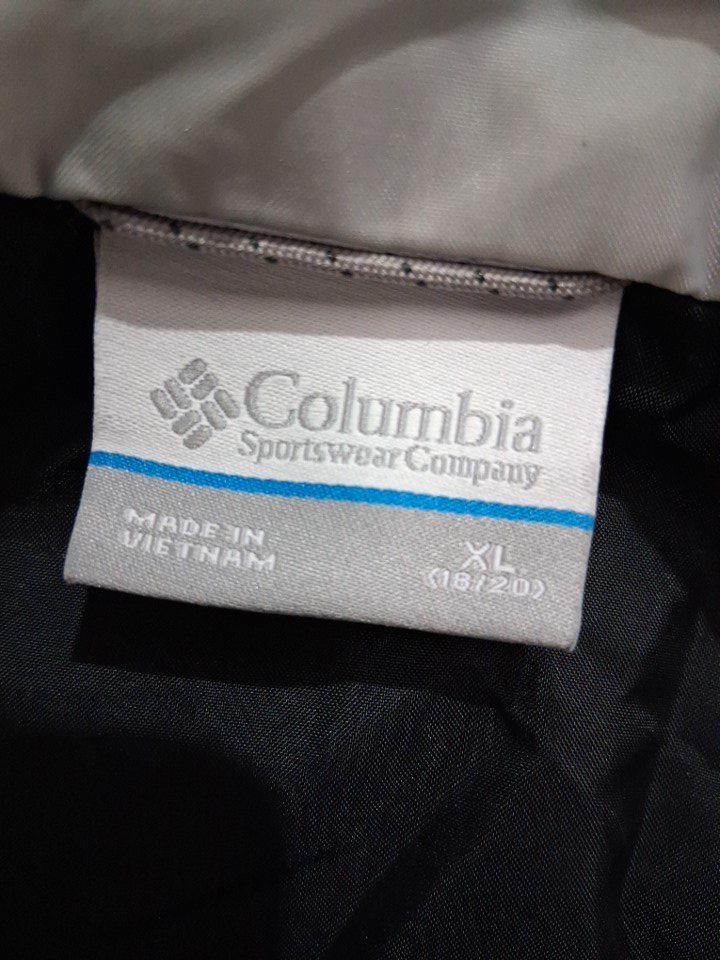 Columbia
Sportswear Company
MADE IN
VIETNAM
XL
(18/20)